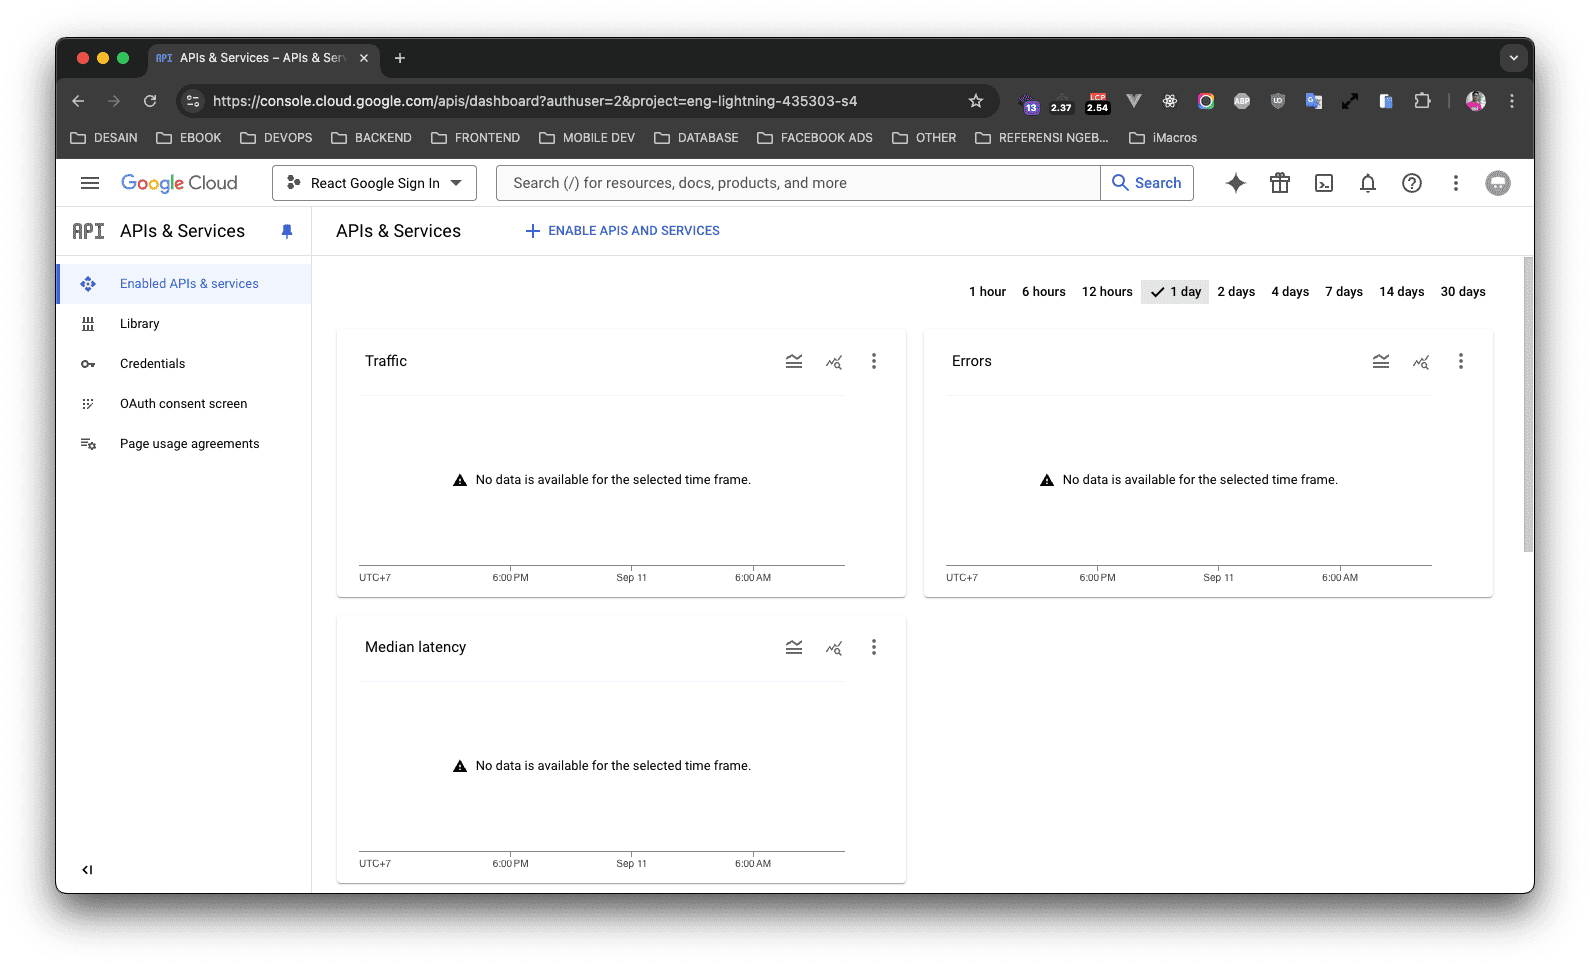 API APIs & Services – APIs & Ser
https://console.cloud.google.com/apis/dashboard?authuser=2&project=eng-lightning-435303-s4
13
2.37
LCP
2.54
ABP
DESAIN
EBOOK
DEVOPS
BACKEND
FRONTEND
MOBILE DEV
DATABASE
FACEBOOK ADS
OTHER
REFERENSI NGEB...
iMacros
Google Cloud
React Google Sign In
Search (/) for resources, docs, products, and more
Search
API APIs & Services
APIs & Services
ENABLE APIS AND SERVICES
Enabled APIs & services
Library
Credentials
OAuth consent screen
Page usage agreements
1 hour
6 hours
12 hours
1 day
2 days
4 days
7 days
14 days
30 days
Traffic
No data is available for the selected time frame.
UTC+7
6:00 PM
Sep 11
6:00 AM
Errors
No data is available for the selected time frame.
UTC+7
6:00 PM
Sep 11
6:00 AM
Median latency
No data is available for the selected time frame.
UTC+7
6:00 PM
Sep 11
6:00 AM